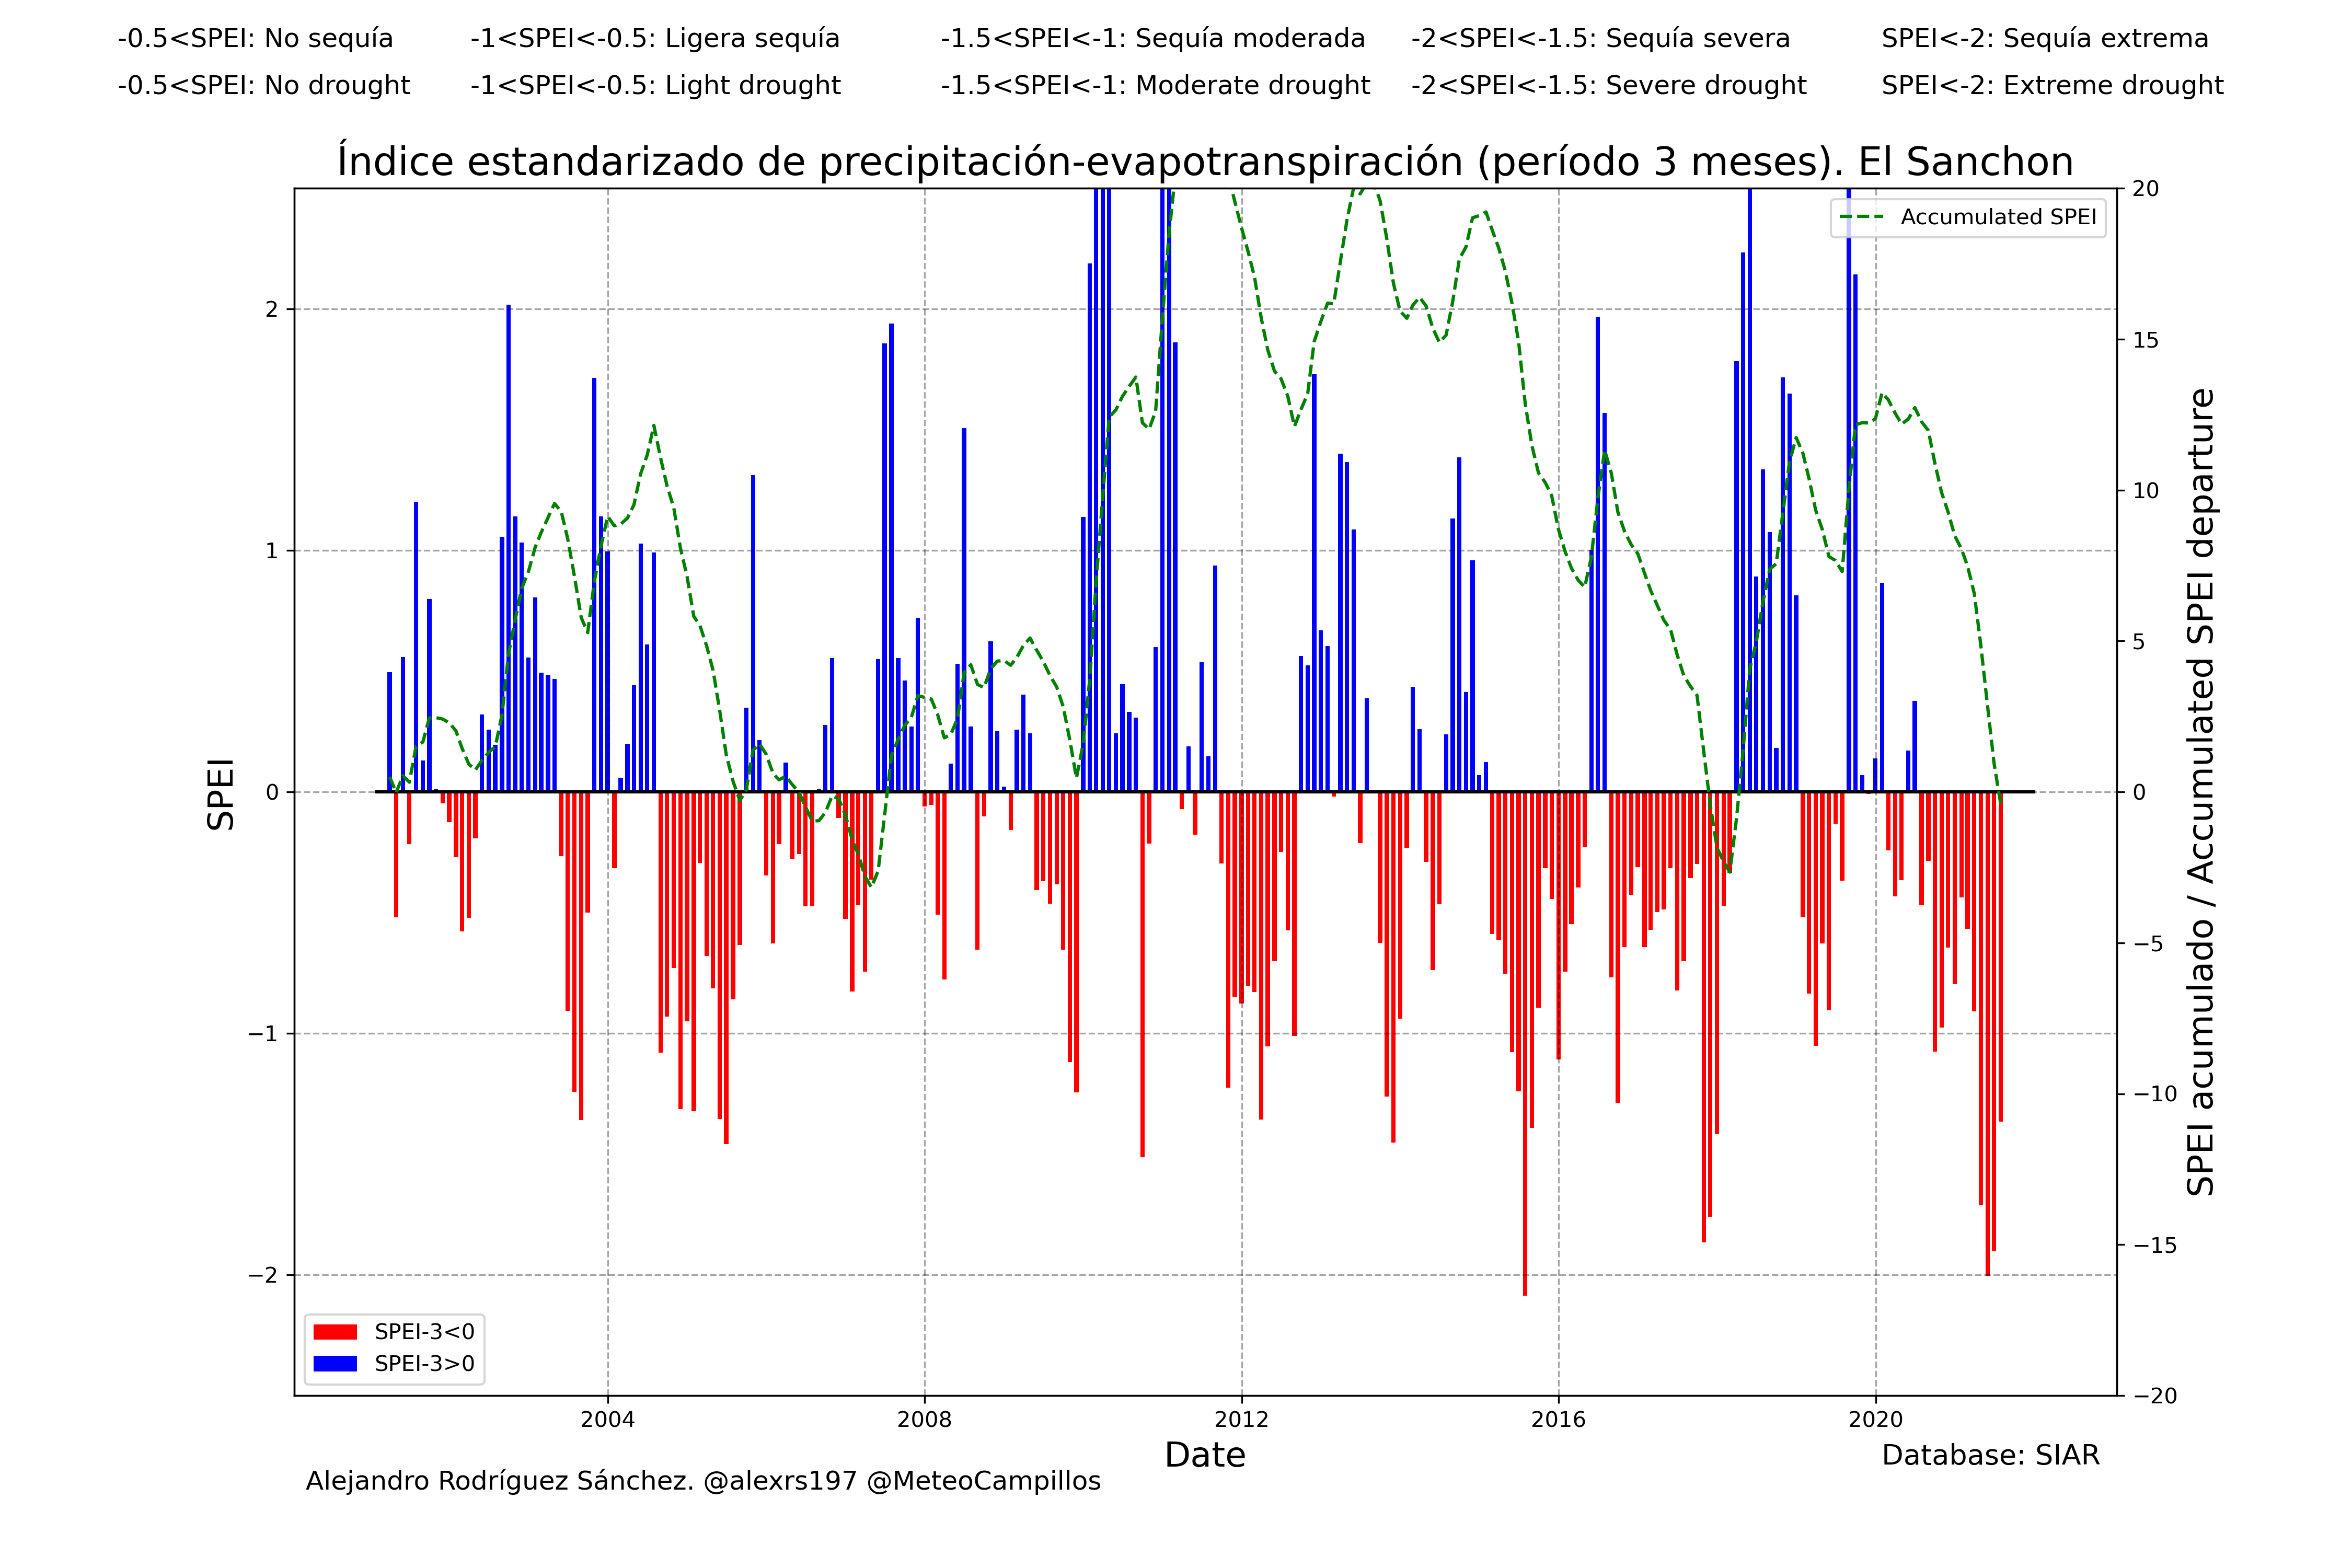 -0.5<SPEI: No sequía
-1<SPEI<-0.5: Ligera sequía
-1.5<SPEI<-1: Sequía moderada
-2<SPEI<-1.5: Sequía severa
SPEI<-2: Sequía extrema
-0.5<SPEI: No drought
-1<SPEI<-0.5: Light drought
-1.5<SPEI<-1: Moderate drought
-2<SPEI<-1.5: Severe drought
SPEI<-2: Extreme drought
Índice estandarizado de precipitación-evapotranspiración (período 3 meses). El Sanchon
SPEI
2
1
0
−1
−2
Accumulated SPEI
20
15
10
5
0
−5
−10
−15
−20
SPEI acumulado / Accumulated SPEI departure
SPEI-3<0
SPEI-3>0
2004
2008
2012
2016
2020
Date
Database: SIAR
Alejandro Rodríguez Sánchez. @alexrs197 @MeteoCampillos